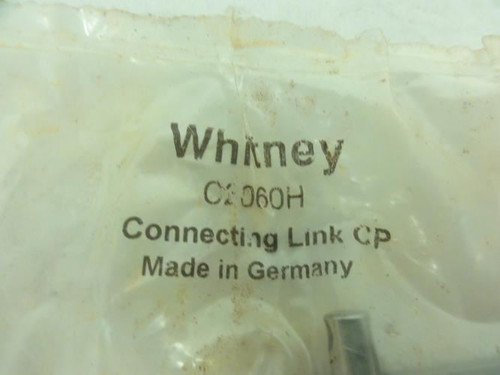 Whitney
C2060H
Connecting Link CP
Made in Germany